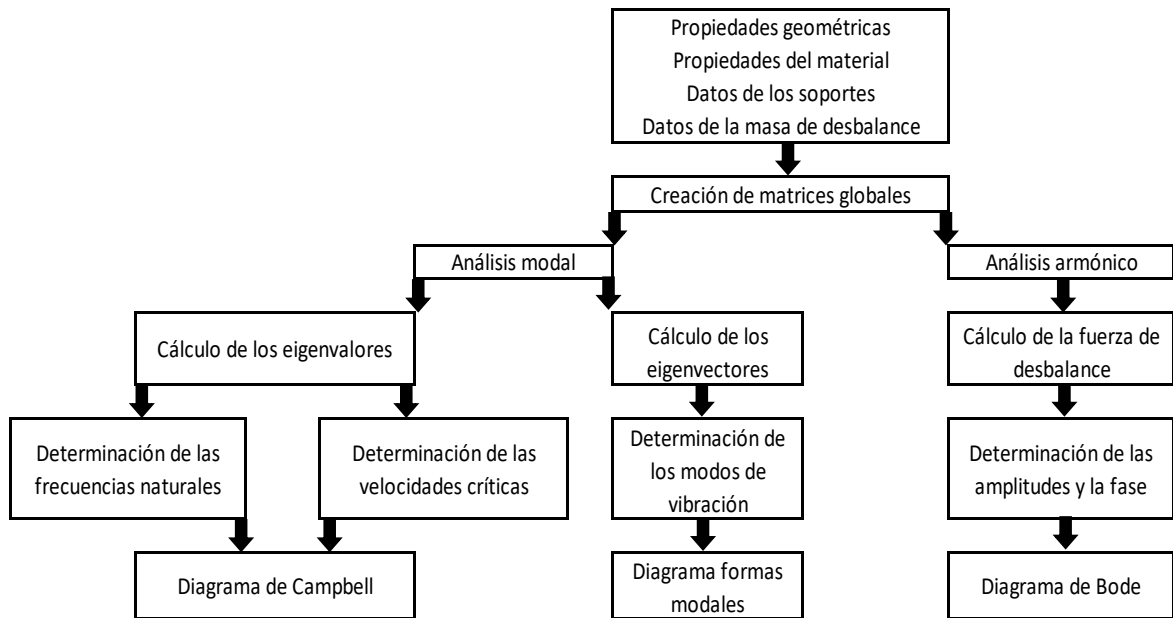 Propiedades geométricas
Propiedades del material
Datos de los soportes
Datos de la masa de desbalance
Creación de matrices globales
Análisis modal
Análisis armónico
Cálculo de los eigenvalores
Cálculo de los
eigenvectores
Cálculo de la fuerza de
desbalance
Determinación de las
frecuencias naturales
Determinación de las
velocidades críticas
Determinación de
los modos de
vibración
Determinación de las
amplitudes y la fase
Diagrama de Campbell
Diagrama formas
modales
Diagrama de Bode